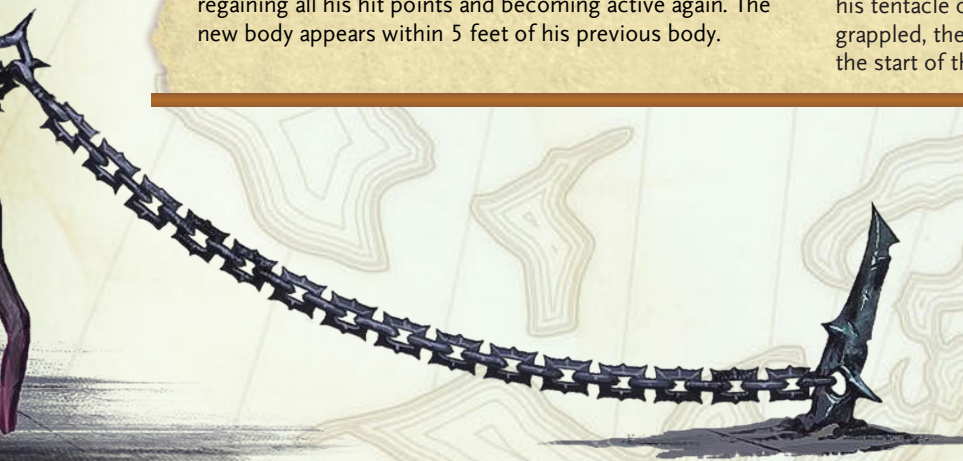 regaining all his hit points and becoming active again. The
new body appears within 5 feet of his previous body.
his tentacle
grappled, the
the start of